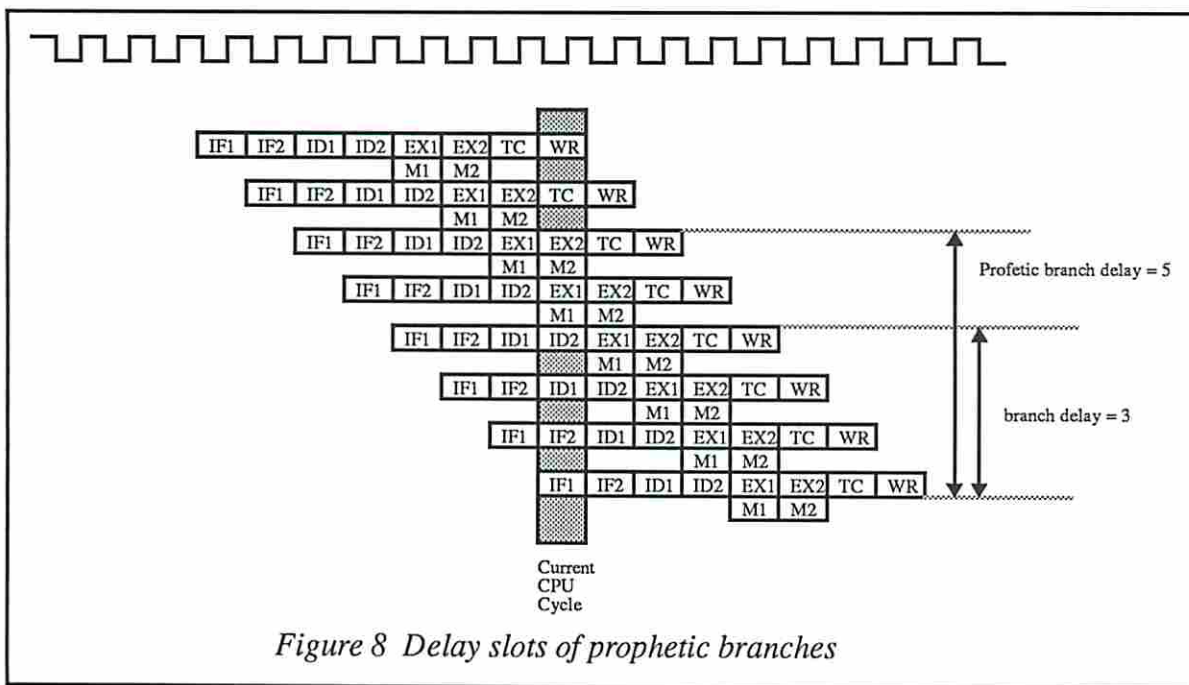 IF1 IF2 ID1 ID2 EX1 EX2 TC WR
M1 M2
IF1 IF2 ID1 ID2 EX1 EX2 TC WR
M1 M2
IF1 IF2 ID1 ID2 EX1 EX2 TC WR
M1 M2
IF1 IF2 ID1 ID2 EX1 EX2 TC WR
M1 M2
IF1 IF2 ID1 ID2 EX1 EX2 TC WR
M1 M2
IF1 IF2 ID1 ID2 EX1 EX2 TC WR
M1 M2
IF1 IF2 ID1 ID2 EX1 EX2 TC WR
M1 M2
IF1 IF2 ID1 ID2 EX1 EX2 TC WR
M1 M2
Profetic branch delay = 5
branch delay = 3
Current
CPU
Cycle
Figure 8 Delay slots of prophetic branches